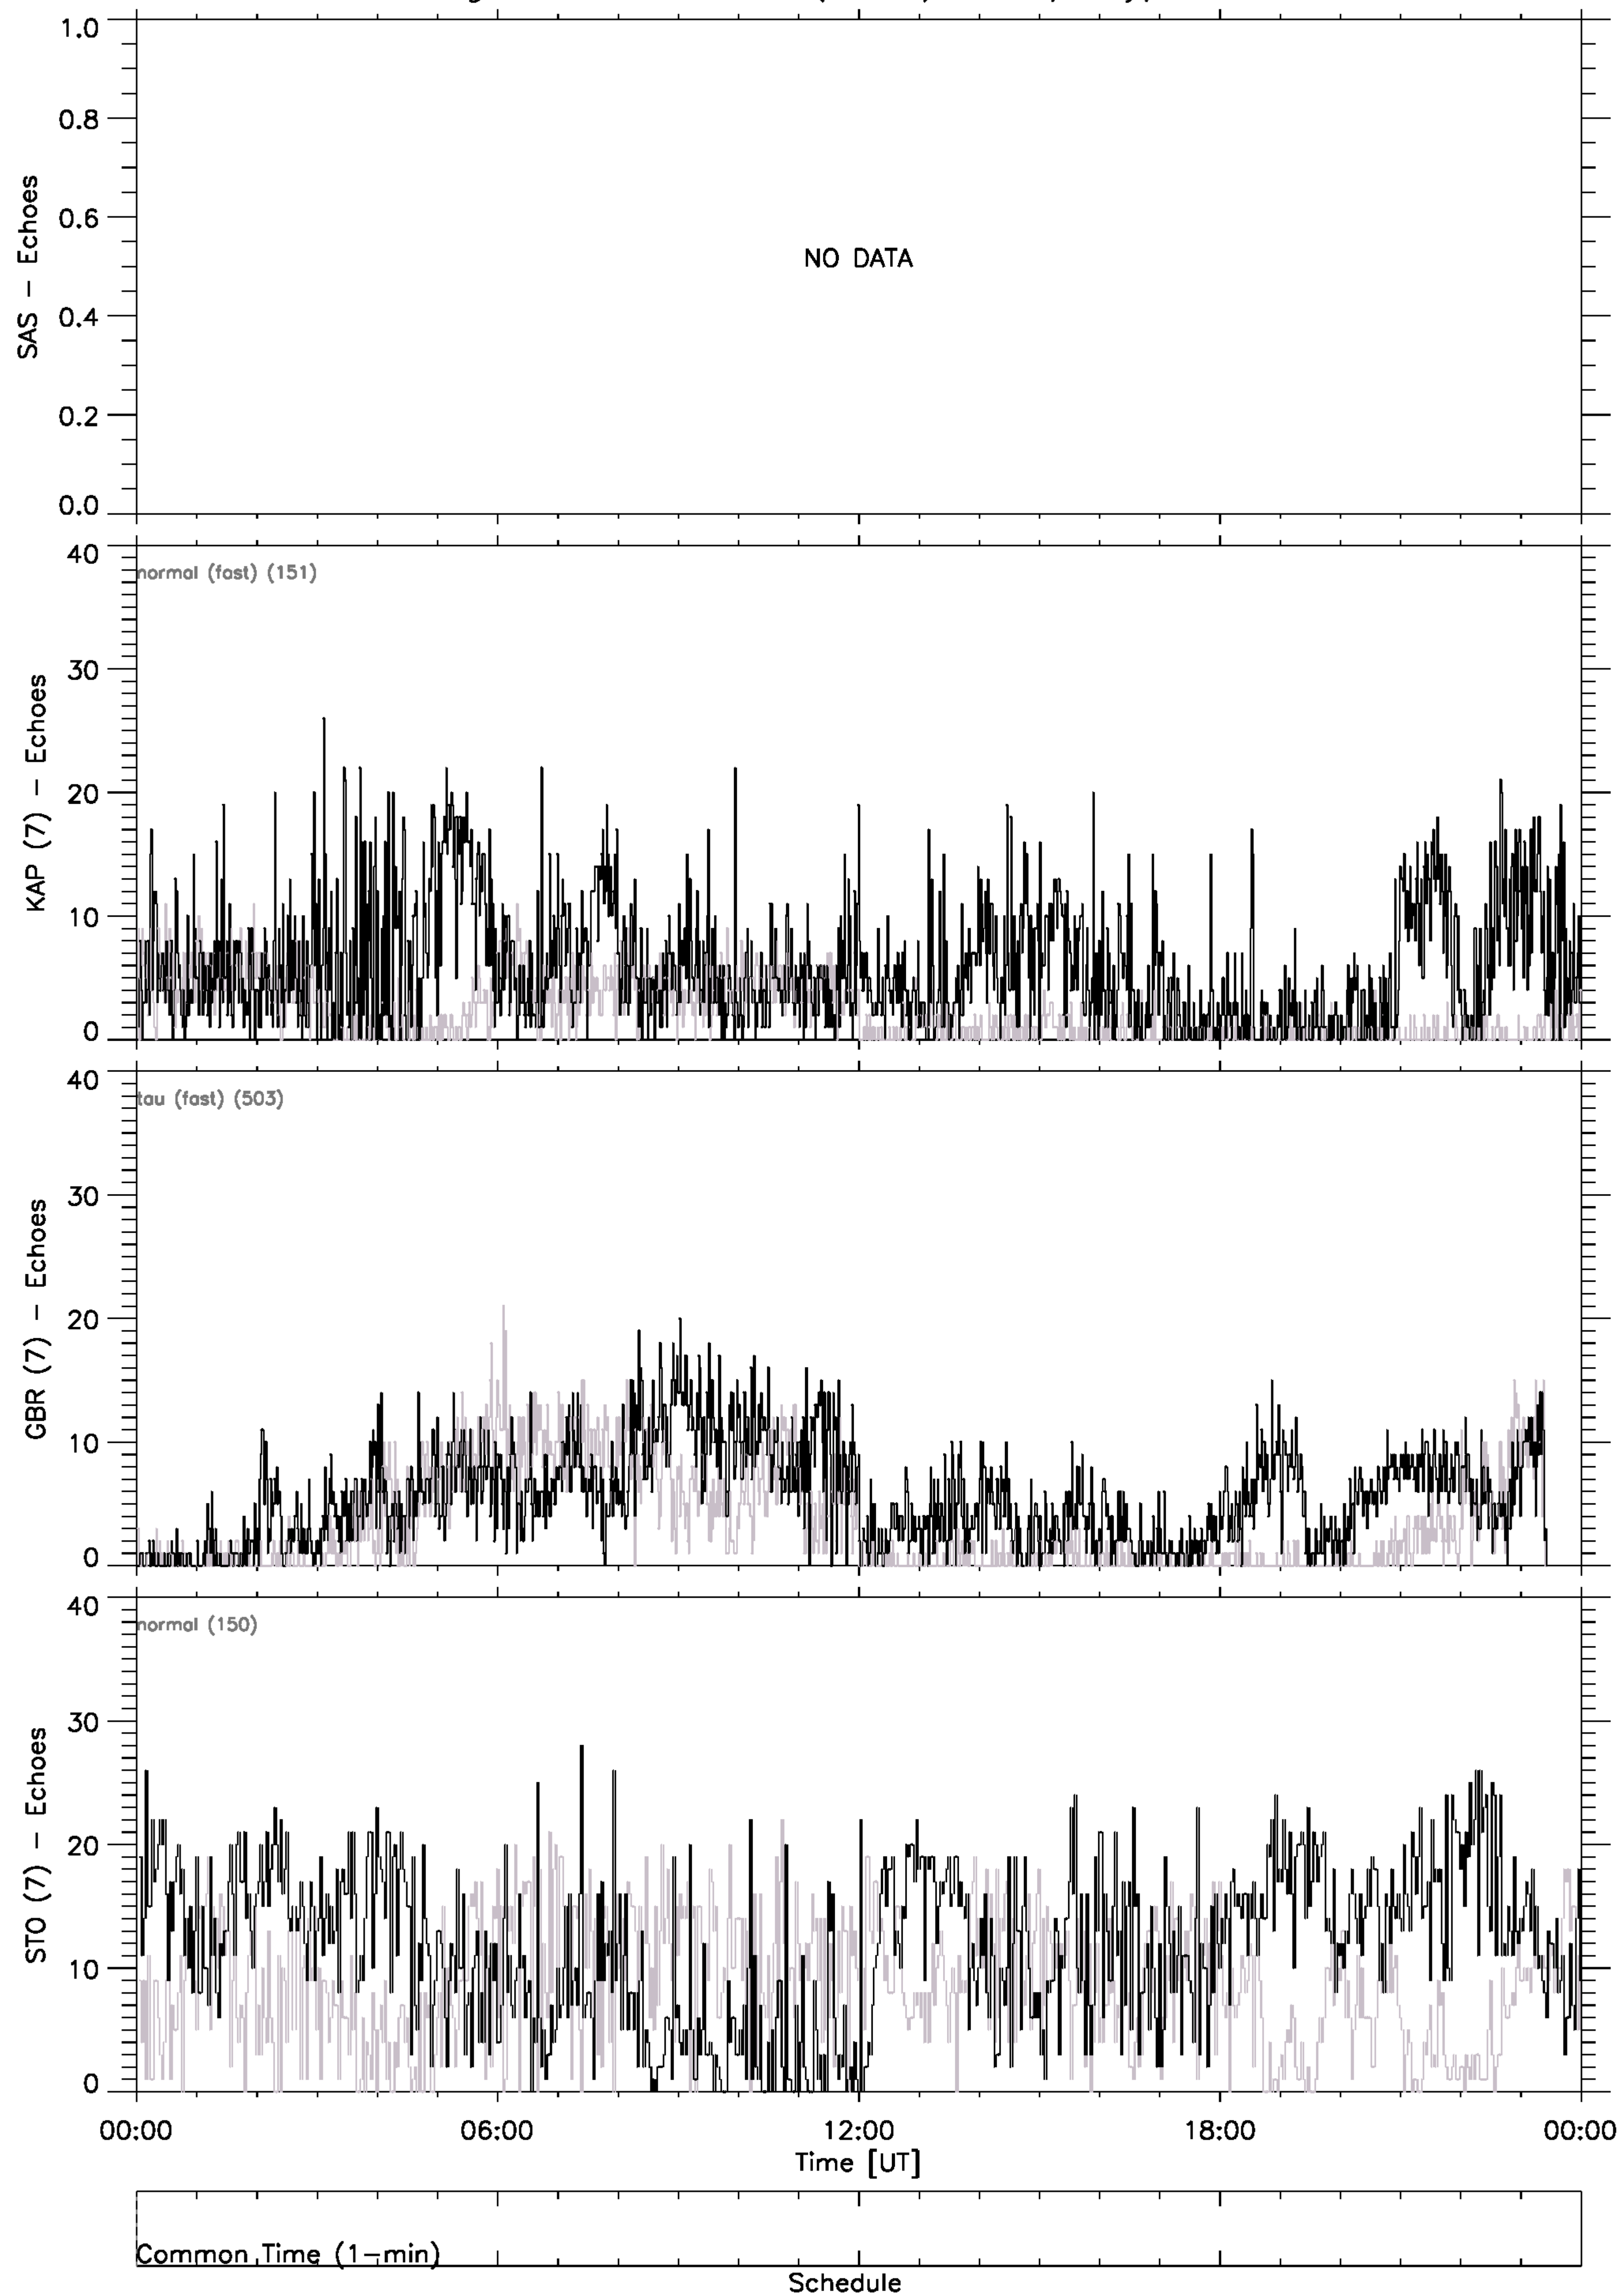 1.0
0.8
0.6
0.4
0.2
0.0
SAS - Echoes
NO DATA
40
30
20
10
0
KAP (7) - Echoes
normal (fast) (151)
40
30
20
10
0
GBR (7) - Echoes
tau (fast) (503)
40
30
20
10
0
STO (7) - Echoes
normal (150)
00:00 06:00 12:00 18:00 00:00
Time [UT]
Common Time (1-min)
Schedule